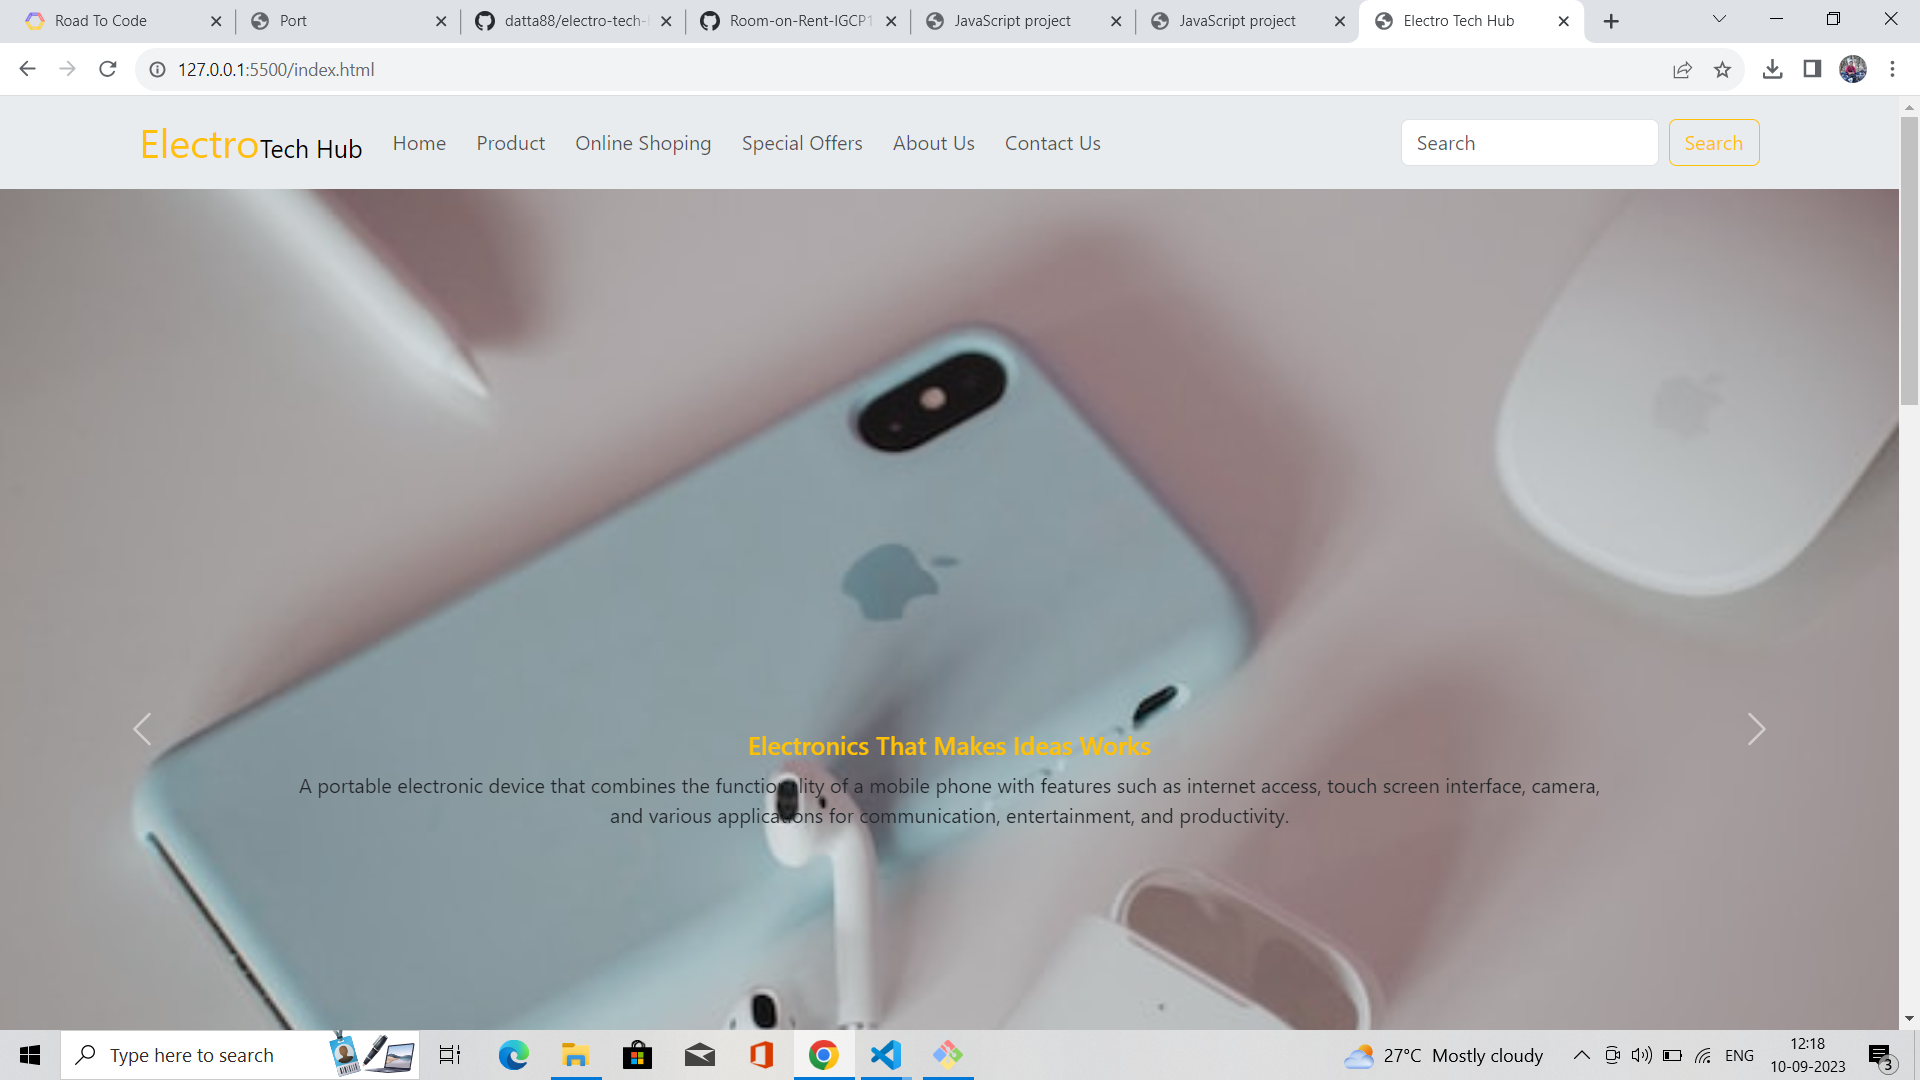 Road To Code
Port
datta88/electro-tech-
Room-on-Rent-IGCP1
JavaScript project
JavaScript project
Electro Tech Hub
127.0.0.1:5500/index.html
ElectroTech Hub
Home
Product
Online Shoping
Special Offers
About Us
Contact Us
Search
Search
Electronics That Makes Ideas Works
A portable electronic device that combines the functionality of a mobile phone with features such as internet access, touch screen interface, camera,
and various applications for communication, entertainment, and productivity.
Type here to search
27°C Mostly cloudy
ENG
12:18
10-09-2023
3